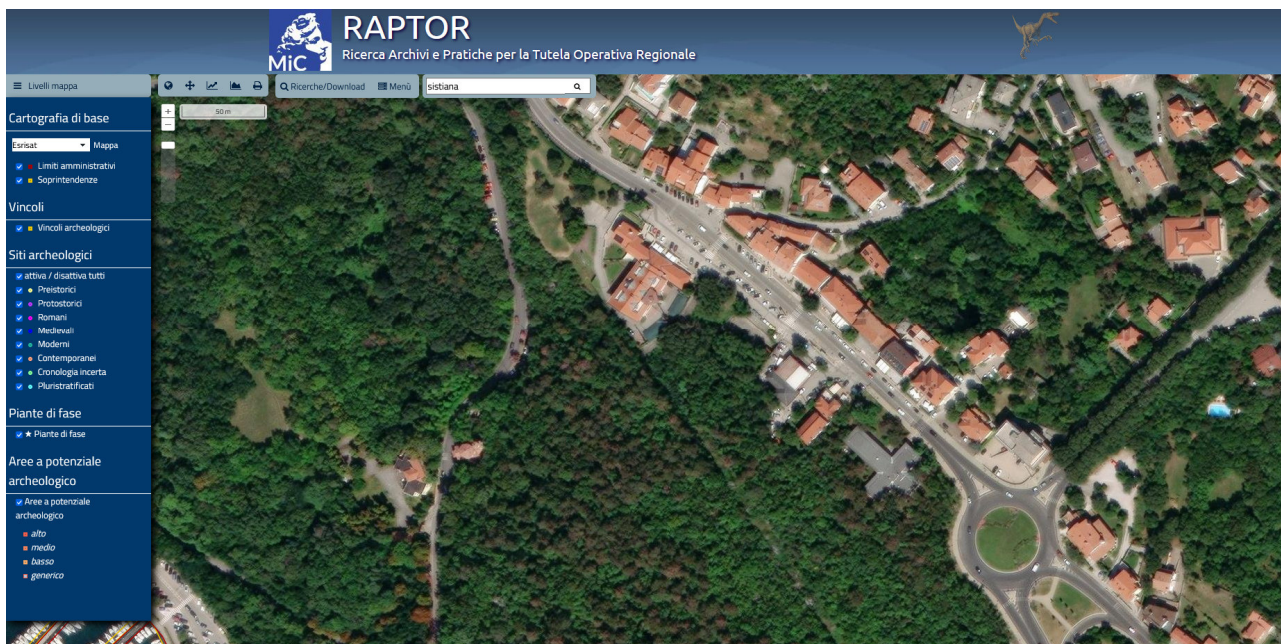 RAPTOR
Ricerca Archivi e Pratiche per la Tutela Operativa Regionale
MiC
Livelli mappa
Ricerche/Download
Menù
sistiana
50 m
+
−
Cartografia di base
Esrisat
Mappa
Limiti amministrativi
Soprintendenze
Vincoli
Vincoli archeologici
Siti archeologici
attiva / disattiva tutti
Preistorici
Protostorici
Romani
Medievali
Moderni
Contemporanei
Cronologia incerta
Pluristratificati
Piante di fase
Piante di fase
Aree a potenziale
archeologico
Aree a potenziale
archeologico
alto
medio
basso
generico